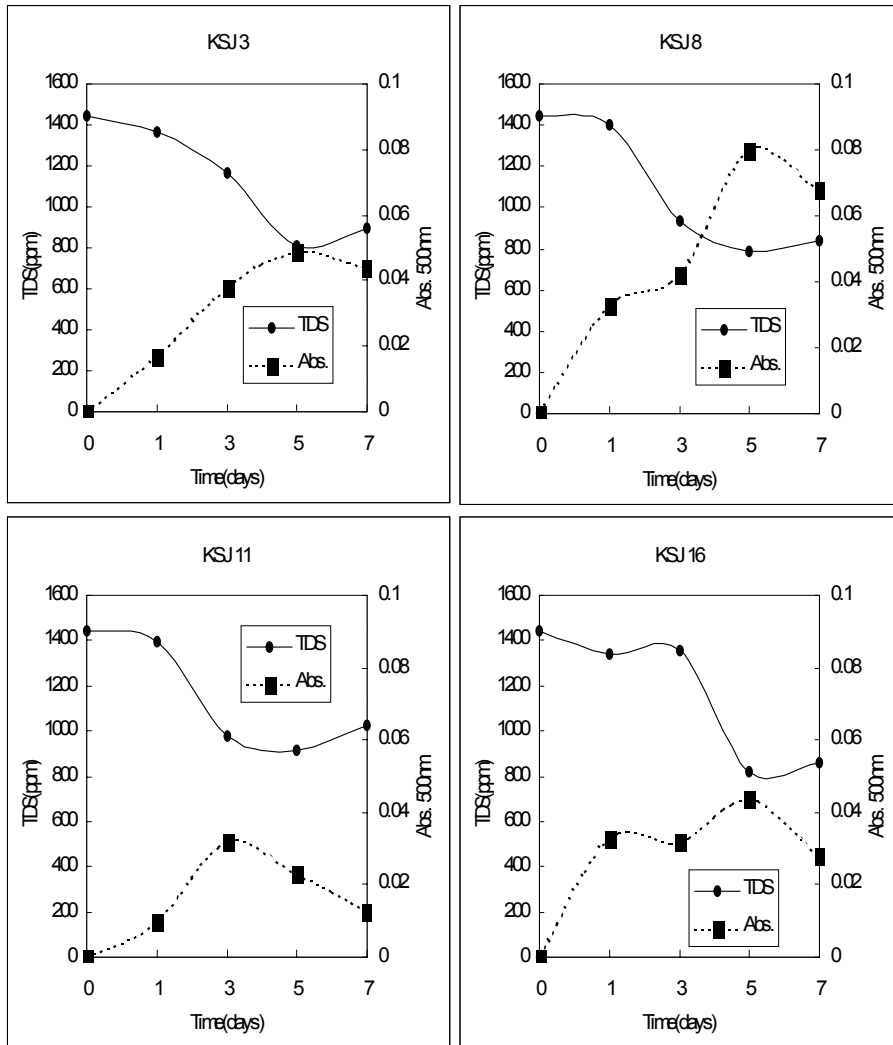 KSJ3
1600
1400
1200
1000
800
600
400
200
0
TDS(ppm)
0.1
0.08
0.06
0.04
0.02
0
Abs. 500nm
TDS
Abs.
0 1 3 5 7
Time(days)
KSJ8
1600
1400
1200
1000
800
600
400
200
0
TDS(ppm)
0.1
0.08
0.06
0.04
0.02
0
Abs. 500nm
TDS
Abs.
0 1 3 5 7
Time(days)
KSJ11
1600
1400
1200
1000
800
600
400
200
0
TDS(ppm)
0.1
0.08
0.06
0.04
0.02
0
Abs. 500nm
TDS
Abs.
0 1 3 5 7
Time(days)
KSJ16
1600
1400
1200
1000
800
600
400
200
0
TDS(ppm)
0.1
0.08
0.06
0.04
0.02
0
Abs. 500nm
TDS
Abs.
0 1 3 5 7
Time(days)